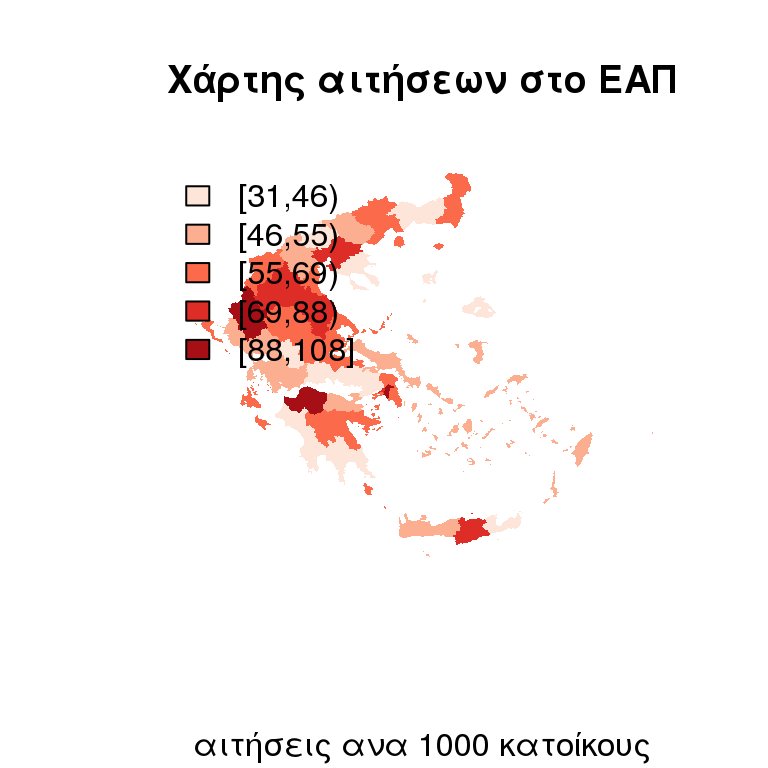 Χάρτης αιτήσεων στο ΕΑΠ
[31,46)
[46,55)
[55,69)
[69,88)
[88,108]
αιτήσεις ανα 1000 κατοίκους